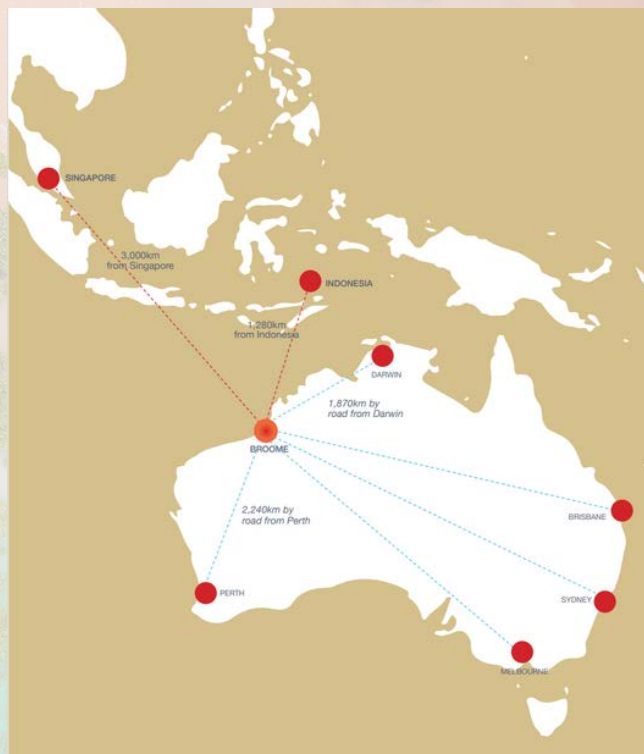 SINGAPORE
3,000km
from Singapore
INDONESIA
1,280km
from Indonesia
DARWIN
1,870km by
road from Darwin
BROOME
2,240km by
road from Perth
BRISBANE
PERTH
SYDNEY
MELBOURNE